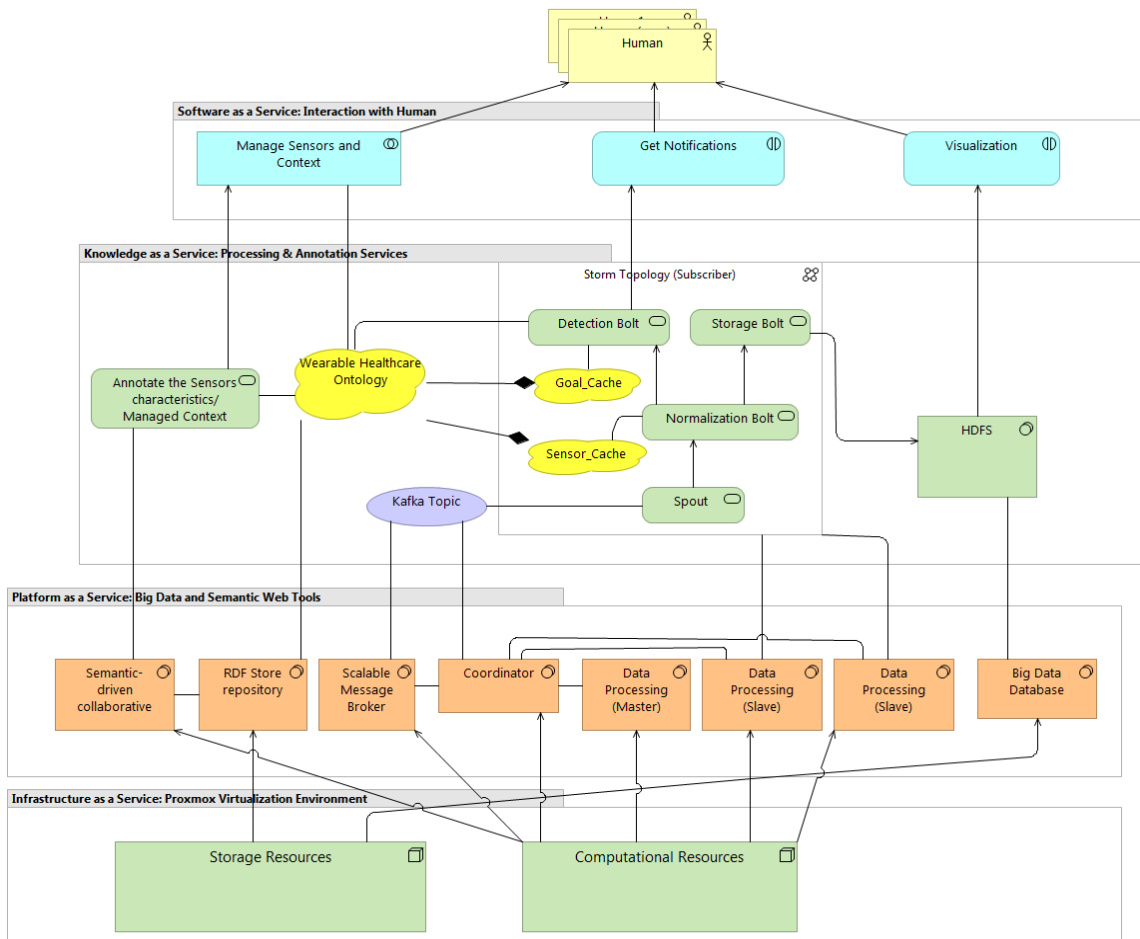 Human
Software as a Service: Interaction with Human
Manage Sensors and
Context
Get Notifications
Visualization
Knowledge as a Service: Processing & Annotation Services
Storm Topology (Subscriber)
Detection Bolt
Storage Bolt
Wearable Healthcare
Ontology
Annotate the Sensors
characteristics/
Managed Context
Goal_Cache
Normalization Bolt
HDFS
Sensor_Cache
Kafka Topic
Spout
Platform as a Service: Big Data and Semantic Web Tools
Semantic-
driven
collaborative
RDF Store
repository
Scalable
Message
Broker
Coordinator
Data
Processing
(Master)
Data
Processing
(Slave)
Data
Processing
(Slave)
Big Data
Database
Infrastructure as a Service: Proxmox Virtualization Environment
Storage Resources
Computational Resources